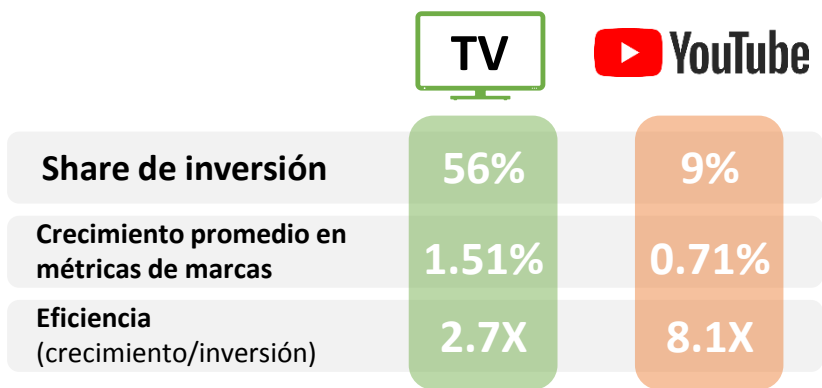 TV YouTube
Share de inversión 56% 9%
Crecimiento promedio en
métricas de marcas 1.51% 0.71%
Eficiencia
(crecimiento/inversión) 2.7X 8.1X